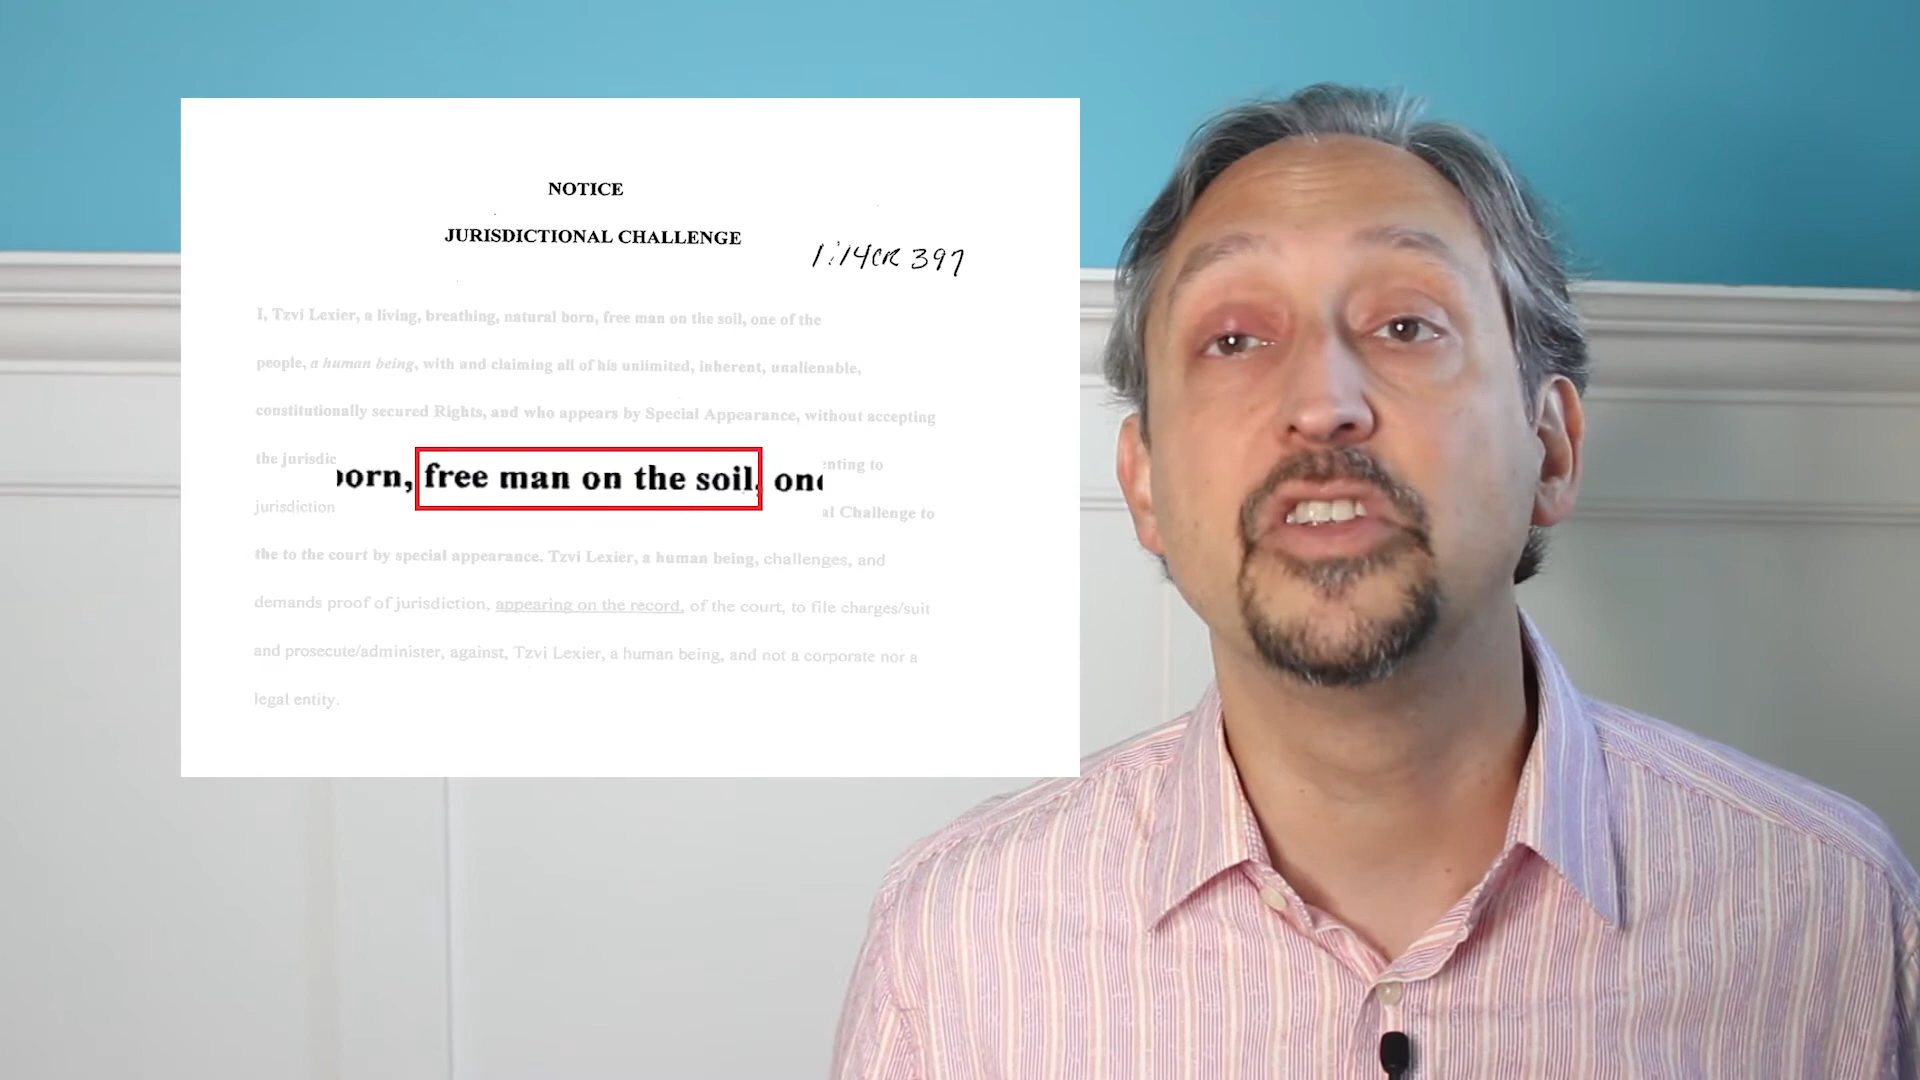 NOTICE
JURISDICTIONAL CHALLENGE
1:14CR 397
I, Tzvi Lexier, a living, breathing, natural born, free man on the soil, one of the
people, a human being, with and claiming all of his unlimited, inherent, unalienable,
constitutionally secured Rights, and who appears by Special Appearance, without accepting
the
born, free man on the soil, one
to
jurisdiction
Challenge to
the to the court by special appearance. Tzvi Lexier, a human being, challenges, and
demands proof of jurisdiction, appearing on the record, of the court, to file charges/suit
and prosecute/administer, against, Tzvi Lexier, a human being, and not a corporate nor a
legal entity.